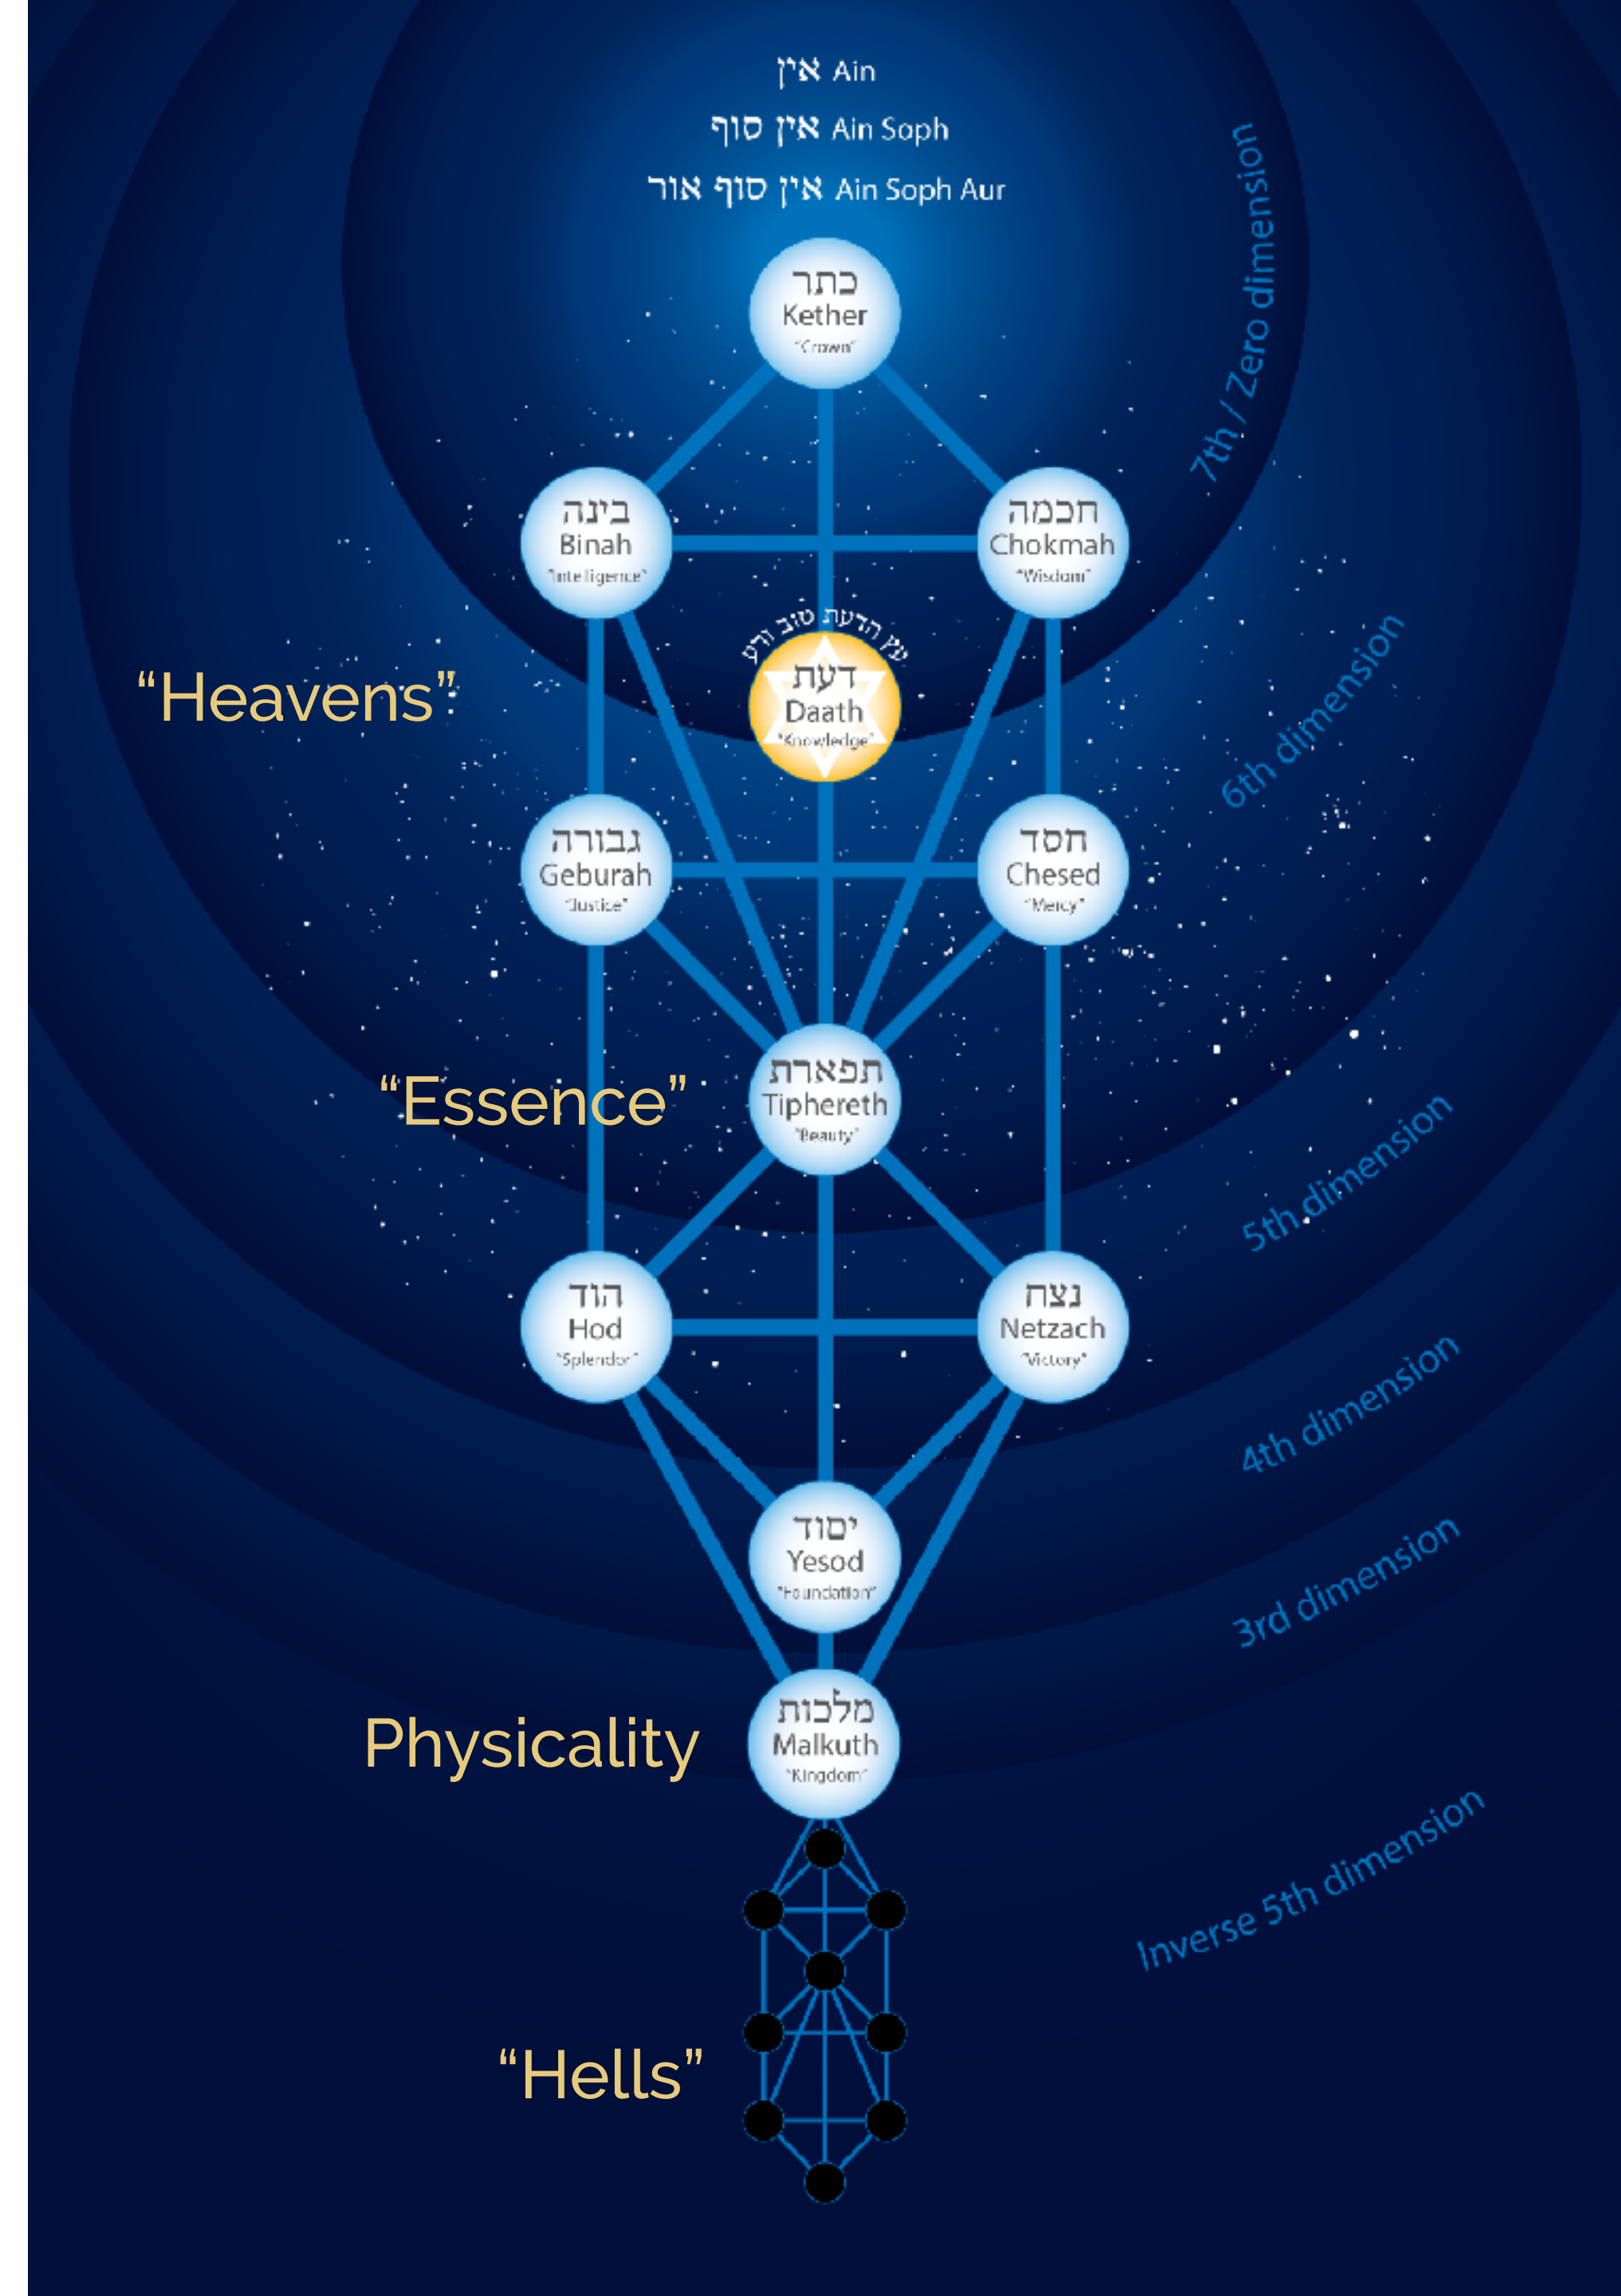 אין Ain
אין סוף Ain Soph
אין סוף אור Ain Soph Aur
7th / Zero dimension
כתר
Kether
"Crown"
בינה
Binah
"Intelligence"
חכמה
Chokmah
"Wisdom"
עץ הדעת טוב ורע
דעת
Daath
"Knowledge"
“Heavens”
6th dimension
גבורה
Geburah
"Justice"
חסד
Chesed
"Mercy"
“Essence”
תפארת
Tiphereth
"Beauty"
5th dimension
הוד
Hod
"Splendor"
נצח
Netzach
"Victory"
4th dimension
יסוד
Yesod
"Foundation"
3rd dimension
Physicality
מלכות
Malkuth
"Kingdom"
Inverse 5th dimension
“Hells”